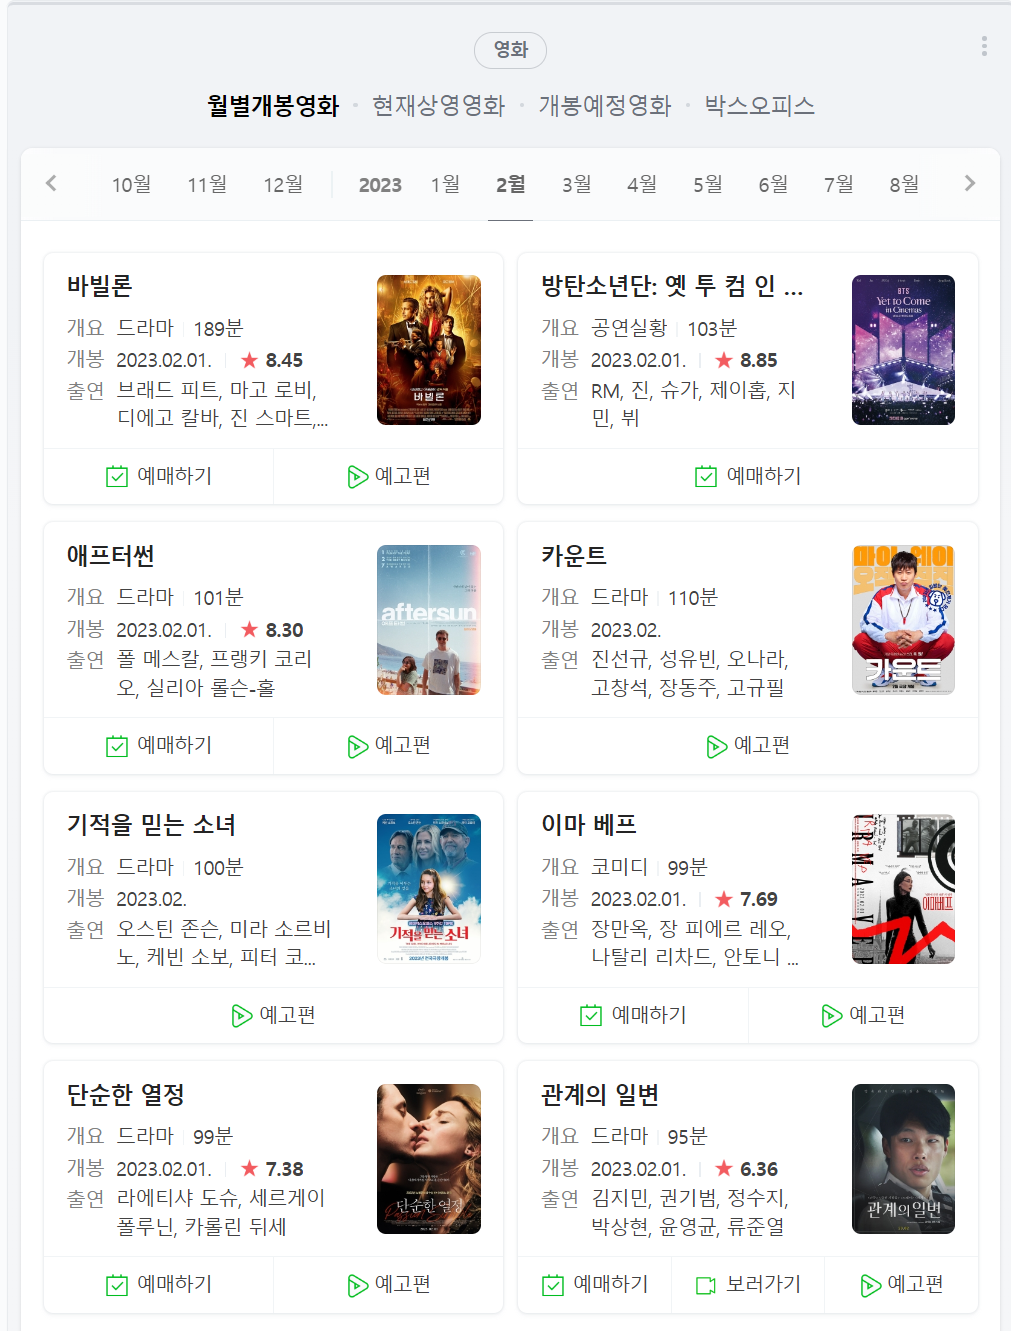 영화
월별개봉영화 · 현재상영영화 · 개봉예정영화 · 박스오피스
10월 11월 12월 2023 1월 2월 3월 4월 5월 6월 7월 8월
바빌론
개요 드라마 189분
개봉 2023.02.01. ★ 8.45
출연 브래드 피트, 마고 로비,
디에고 칼바, 진 스마트,...
바빌론
예매하기 예고편
방탄소년단: 옛 투 컴 인 ...
개요 공연실황 103분
개봉 2023.02.01. ★ 8.85
출연 RM, 진, 슈가, 제이홉, 지
민, 뷔
BTS
Yet to Come
in Cinemas
예매하기
애프터썬
개요 드라마 101분
개봉 2023.02.01. ★ 8.30
출연 폴 메스칼, 프랭키 코리
오, 실리아 롤슨-홀
aftersun
예매하기 예고편
카운트
개요 드라마 110분
개봉 2023.02.
출연 진선규, 성유빈, 오나라,
고창석, 장동주, 고규필
마이웨이
카운트
예고편
기적을 믿는 소녀
개요 드라마 100분
개봉 2023.02.
출연 오스틴 존슨, 미라 소르비
노, 케빈 소보, 피터 코...
기적을 믿는 소녀
예고편
이마 베프
개요 코미디 99분
개봉 2023.02.01. ★ 7.69
출연 장만옥, 장 피에르 레오,
나탈리 리차드, 안토니 ...
IRMA VEP
이마베프
예매하기 예고편
단순한 열정
개요 드라마 99분
개봉 2023.02.01. ★ 7.38
출연 라에티샤 도슈, 세르게이
폴루닌, 카롤린 뒤세
단순한 열정
예매하기 예고편
관계의 일변
개요 드라마 95분
개봉 2023.02.01. ★ 6.36
출연 김지민, 권기범, 정수지,
박상현, 윤영균, 류준열
관계의일변
예매하기 보러가기 예고편